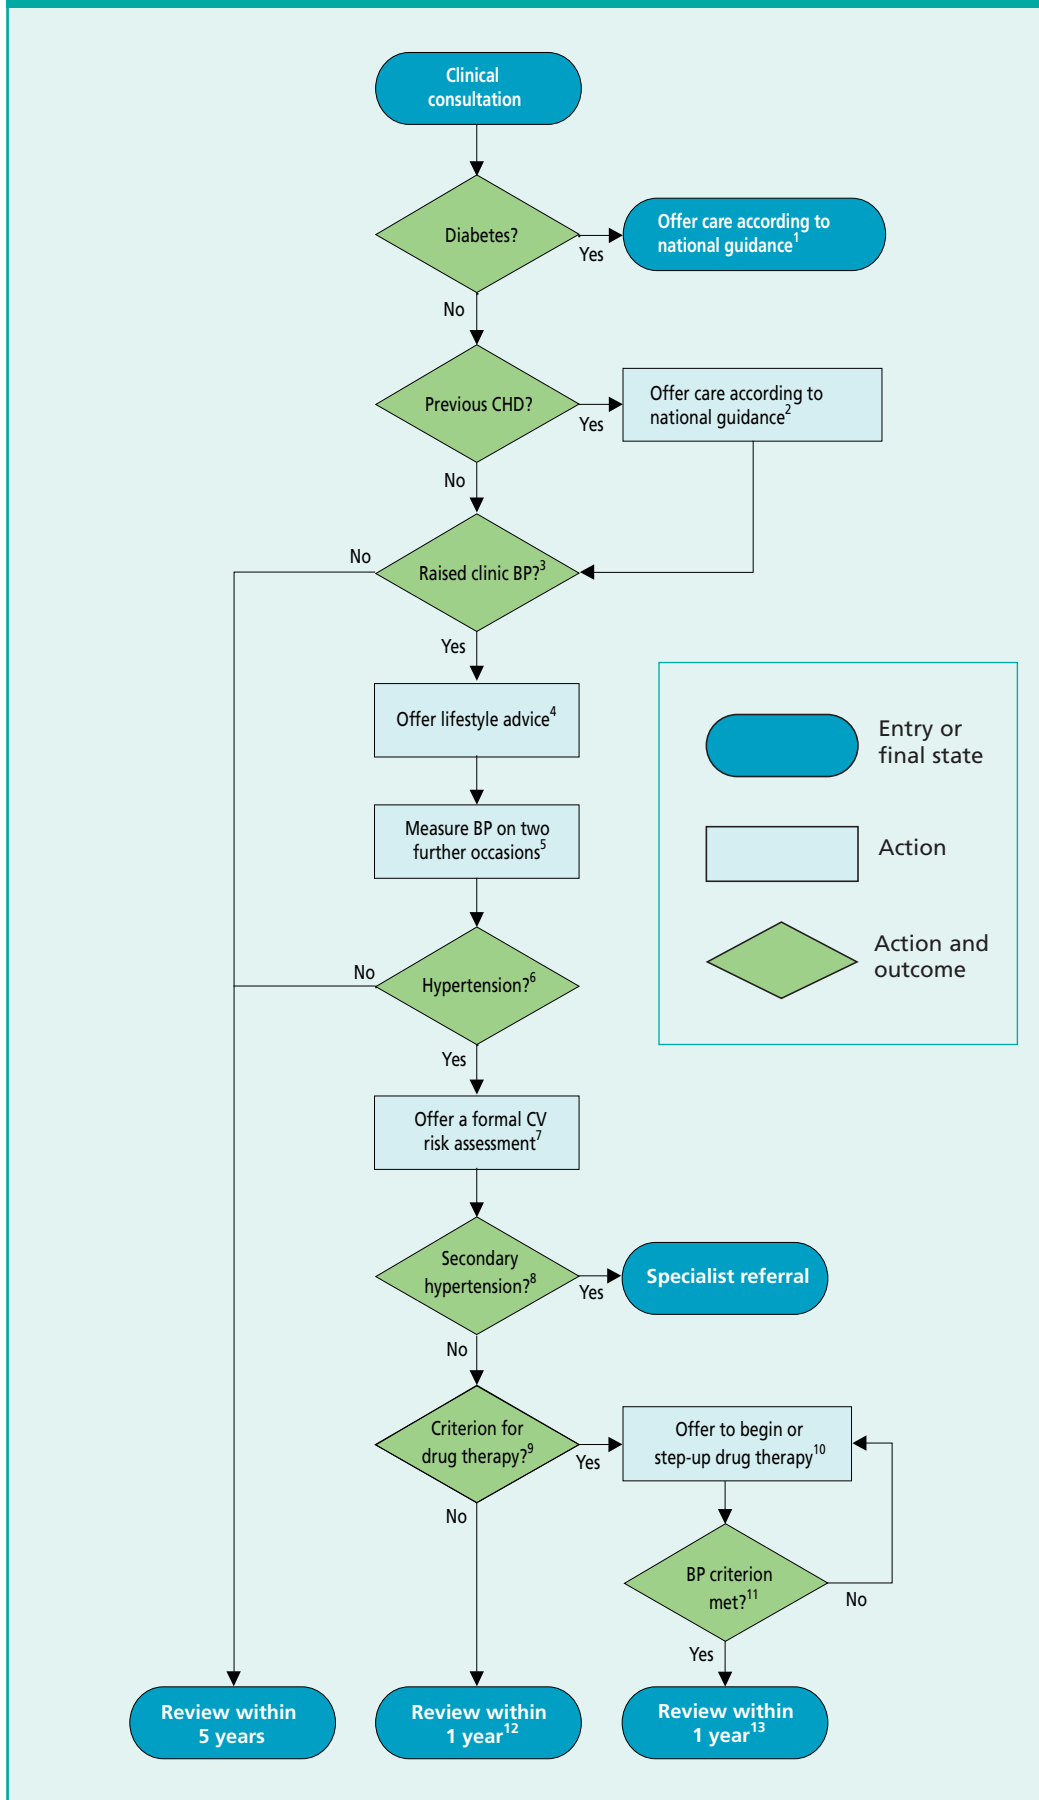 Clinical
consultation
Diabetes?
Yes
Offer care according to
national guidance1
No
Previous CHD?
Yes
Offer care according to
national guidance2
No
Raised clinic BP?3
No
Yes
Offer lifestyle advice4
Measure BP on two
further occasions5
Hypertension?6
No
Yes
Offer a formal CV
risk assessment7
Secondary
hypertension?8
Yes
Specialist referral
No
Criterion for
drug therapy?9
Yes
Offer to begin or
step-up drug therapy10
No
BP criterion
met?11
No
Yes
Review within
5 years
Review within
1 year12
Review within
1 year13
Entry or
final state
Action
Action and
outcome